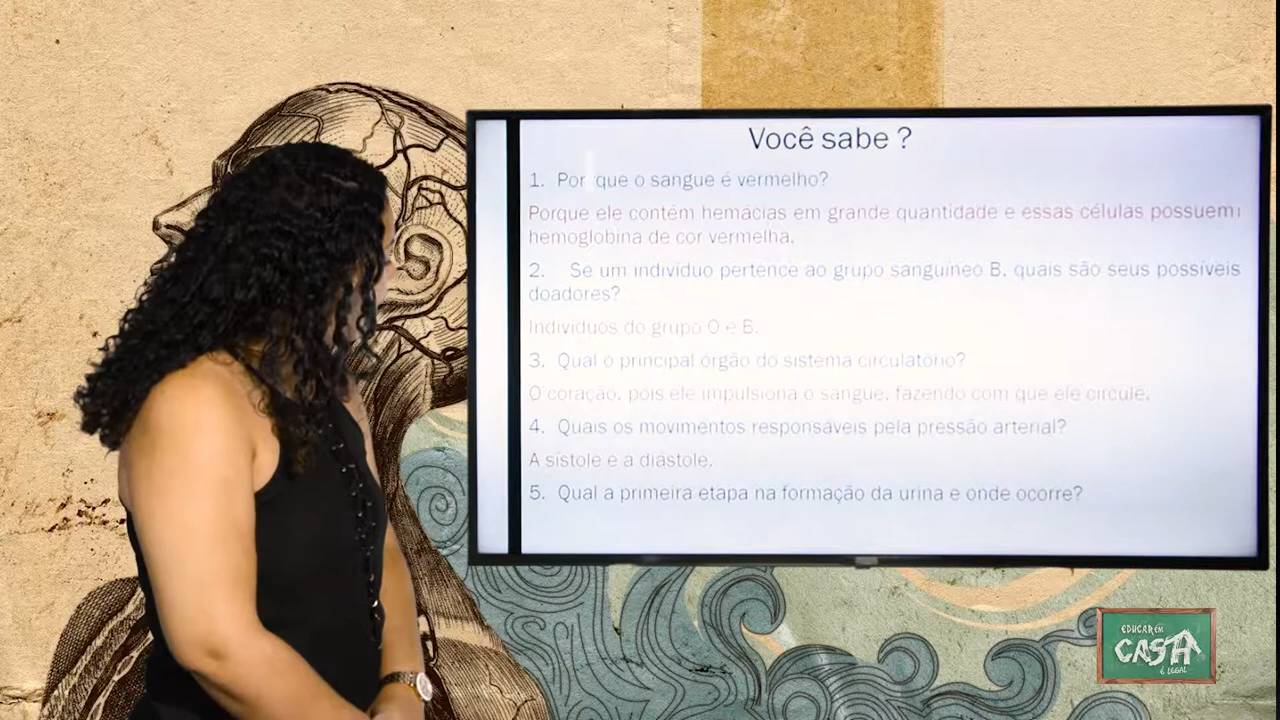 Você sabe ?
1. Por que o sangue é vermelho?
Porque ele contém hemácias em grande quantidade e essas células possuem
hemoglobina de cor vermelha.
2. Se um indivíduo pertence ao grupo sanguíneo B, quais são seus possíveis
doadores?
Indivíduos do grupo O e B.
3. Qual o principal órgão do sistema circulatório?
O coração, pois ele impulsiona o sangue, fazendo com que ele circule.
4. Quais os movimentos responsáveis pela pressão arterial?
A sístole e a diástole.
5. Qual a primeira etapa na formação da urina e onde ocorre?
EDUCAR EM
CASA
É LEGAL